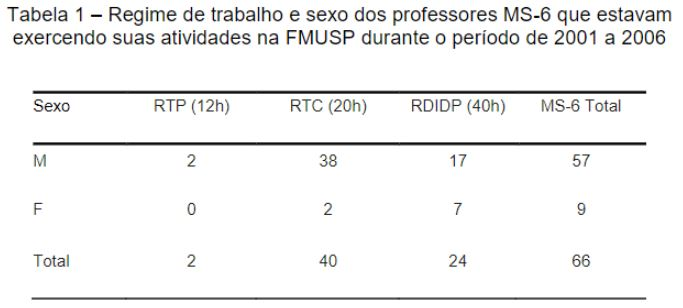 Tabela 1 – Regime de trabalho e sexo dos professores MS-6 que estavam
exercendo suas atividades na FMUSP durante o período de 2001 a 2006
Sexo RTP (12h) RTC (20h) RDIDP (40h) MS-6 Total
M 2 38 17 57
F 0 2 7 9
Total 2 40 24 66